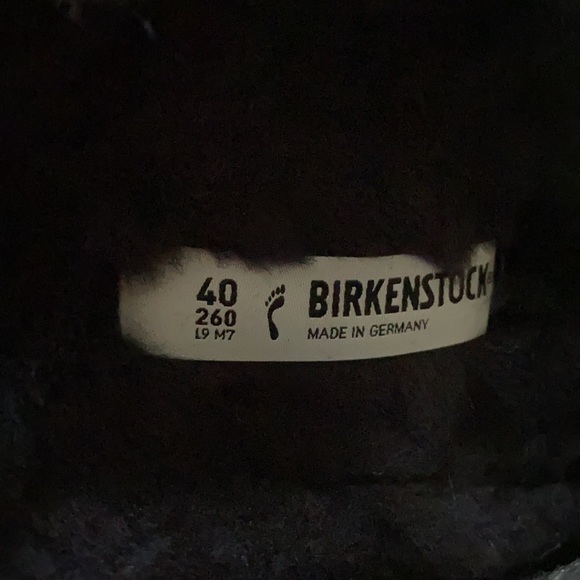 40
260
L9 M7
BIRKENSTOCK
MADE IN GERMANY